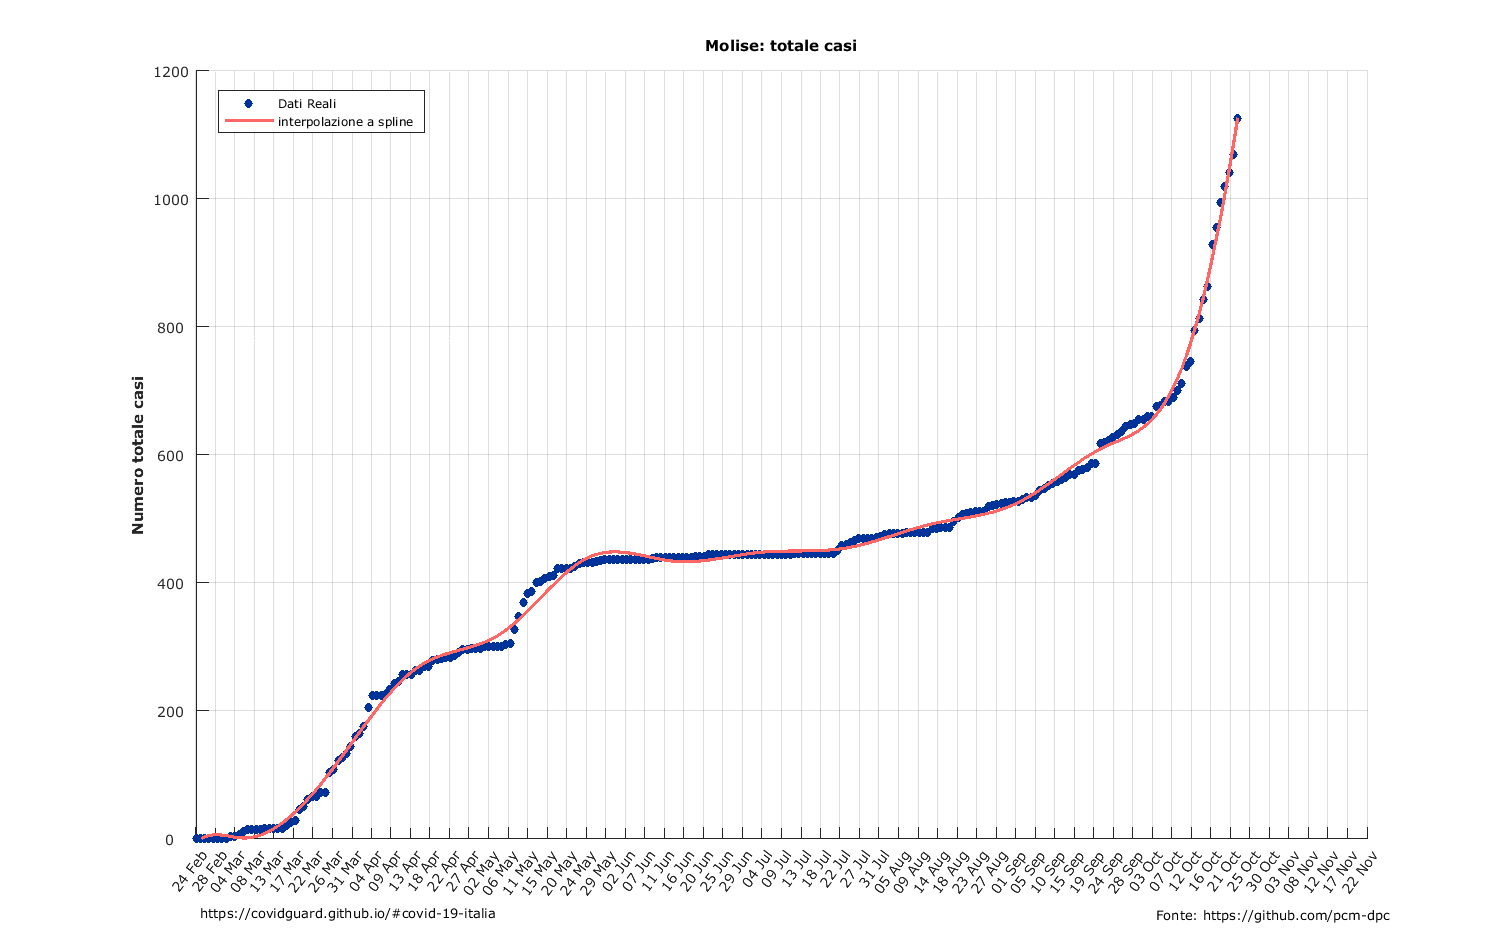 Molise: totale casi
1200
1000
800
600
400
200
0
Numero totale casi
Dati Reali
interpolazione a spline
24 Feb
28 Feb
04 Mar
08 Mar
13 Mar
17 Mar
22 Mar
26 Mar
31 Mar
04 Apr
09 Apr
13 Apr
18 Apr
22 Apr
27 Apr
02 May
06 May
11 May
15 May
20 May
24 May
29 May
02 Jun
07 Jun
11 Jun
16 Jun
20 Jun
25 Jun
29 Jun
04 Jul
09 Jul
13 Jul
18 Jul
22 Jul
27 Jul
31 Jul
05 Aug
09 Aug
14 Aug
18 Aug
23 Aug
27 Aug
01 Sep
05 Sep
10 Sep
15 Sep
19 Sep
24 Sep
28 Sep
03 Oct
07 Oct
12 Oct
16 Oct
21 Oct
25 Oct
30 Oct
03 Nov
08 Nov
12 Nov
17 Nov
22 Nov
https://covidguard.github.io/#covid-19-italia
Fonte: https://github.com/pcm-dpc